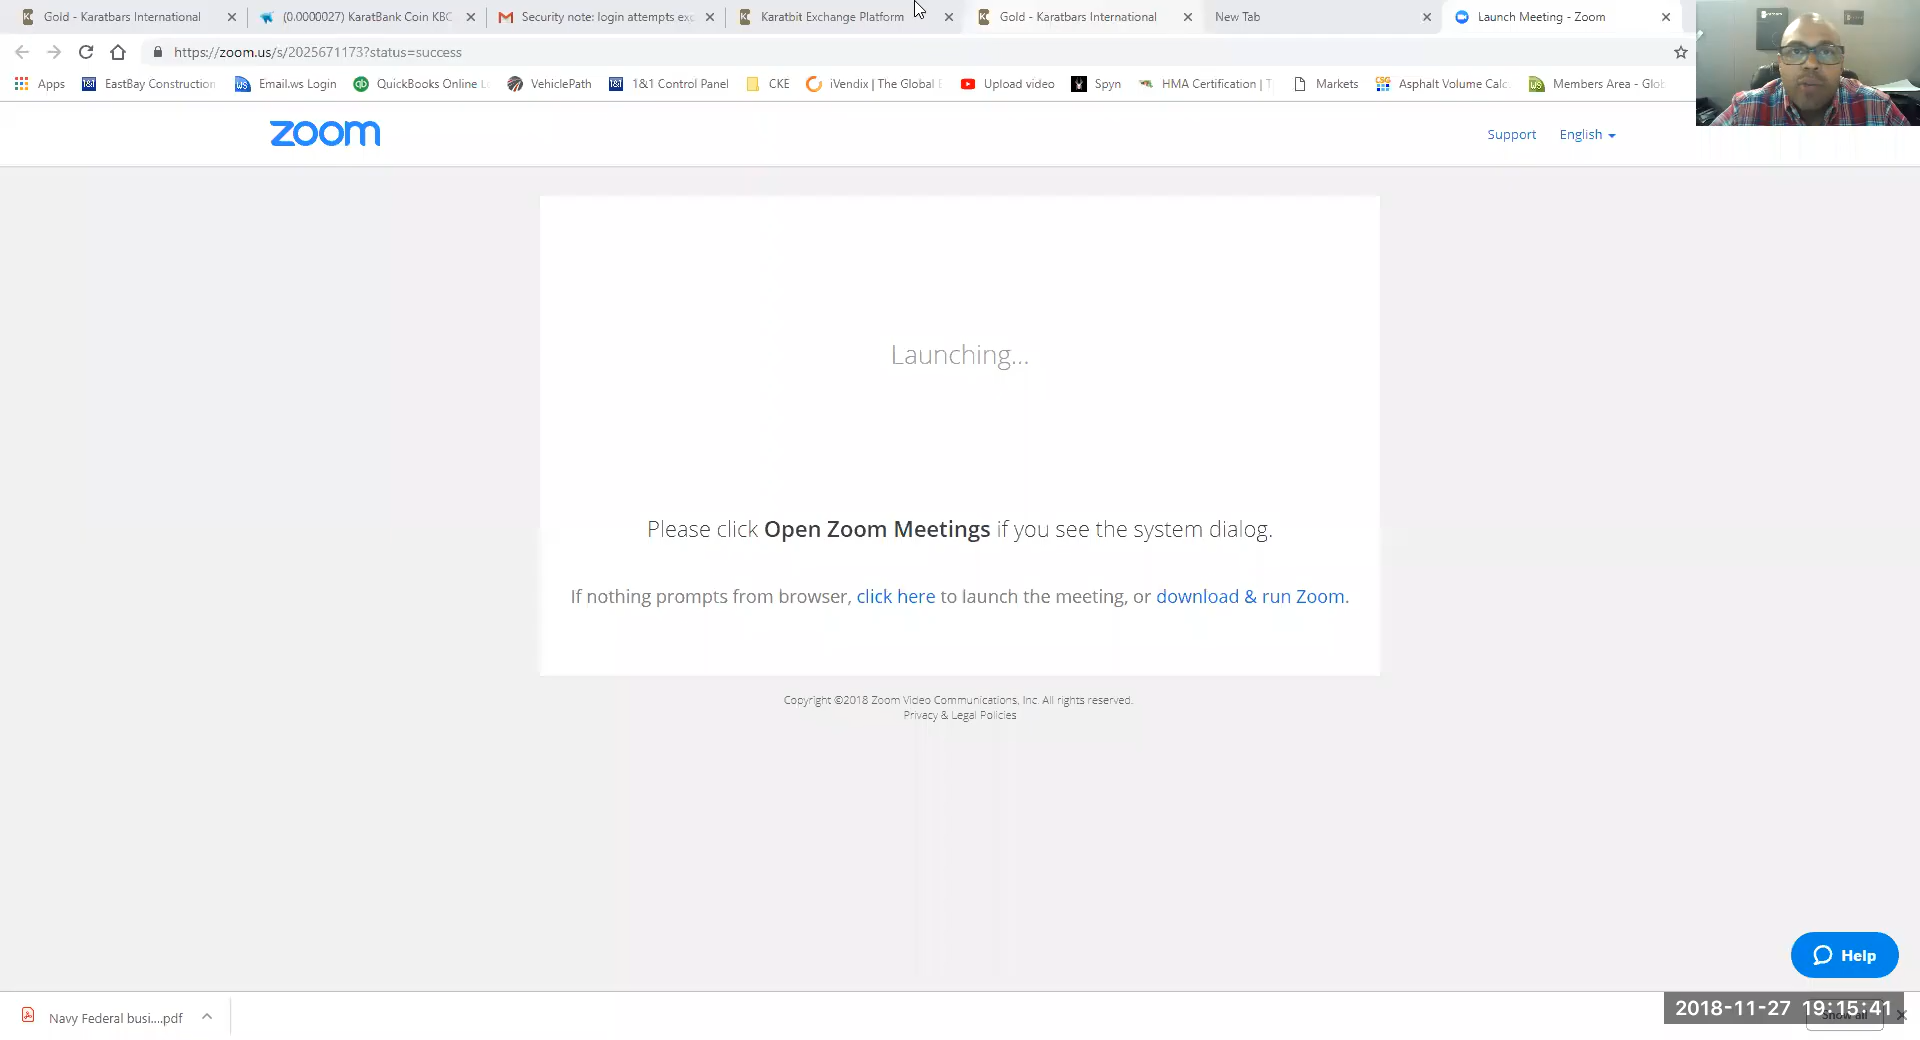 Gold - Karatbars International
(0.0000027) KaratBank Coin KBC
Security note: login attempts exc
Karatbit Exchange Platform
Gold - Karatbars International
New Tab
Launch Meeting - Zoom
https://zoom.us/s/2025671173?status=success
Apps
EastBay Construction
Email.ws Login
QuickBooks Online Lo
VehiclePath
1&1 Control Panel
CKE
iVendix | The Global E
Upload video
Spyn
HMA Certification | T
Markets
Asphalt Volume Calc
Members Area - Glob
zoom
Support
English
Launching...
Please click Open Zoom Meetings if you see the system dialog.
If nothing prompts from browser, click here to launch the meeting, or download & run Zoom.
Copyright ©2018 Zoom Video Communications, Inc. All rights reserved.
Privacy & Legal Policies
Help
Navy Federal busi....pdf
2018-11-27 19:15:41
Show all